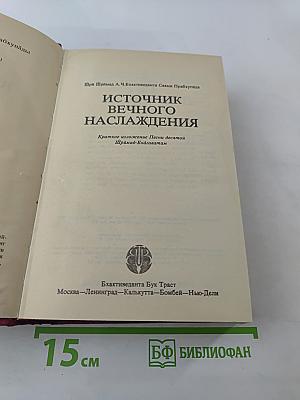 Шри Шримад А.Ч.Бхактиведанта Свами Прабхупада
ИСТОЧНИК
ВЕЧНОГО
НАСЛАЖДЕНИЯ
Краткое изложение Песни десятой
Шримад-Бхагаватам
Бхактиведанта Бук Траст
Москва—Ленинград—Калькутта—Бомбей—Нью-Дели
15 см
БФ БИБЛИОФАН